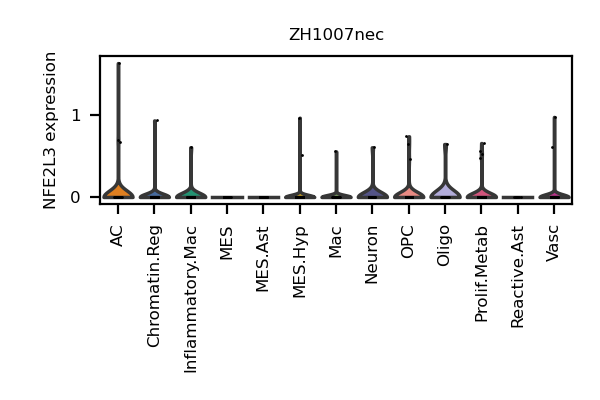 ZH1007nec
NFE2L3 expression
1
0
AC
Chromatin.Reg
Inflammatory.Mac
MES
MES.Ast
MES.Hyp
Mac
Neuron
OPC
Oligo
Prolif.Metab
Reactive.Ast
Vasc